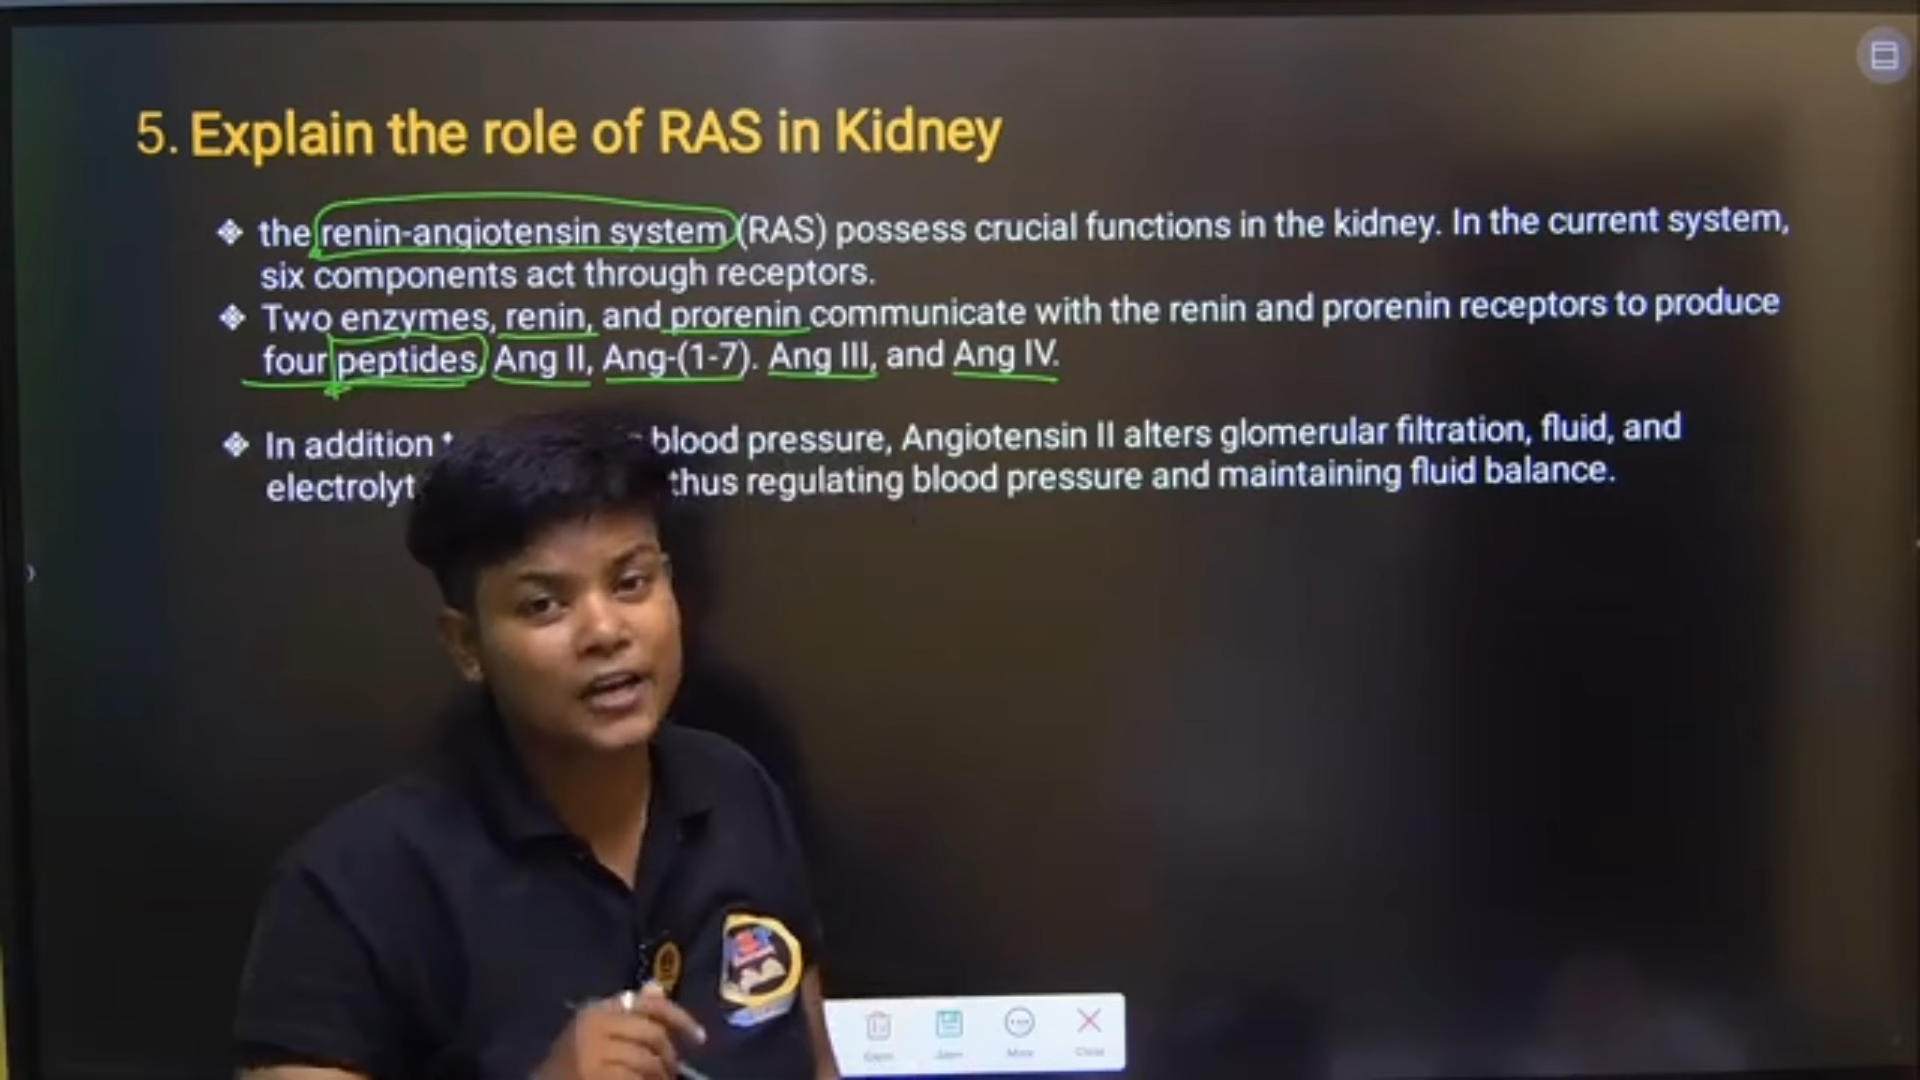 5. Explain the role of RAS in Kidney
❖ the renin-angiotensin system (RAS) possess crucial functions in the kidney. In the current system,
six components act through receptors.
❖ Two enzymes, renin, and prorenin communicate with the renin and prorenin receptors to produce
four peptides, Ang II, Ang-(1-7). Ang III, and Ang IV.
❖ In addition blood pressure, Angiotensin II alters glomerular filtration, fluid, and
thus regulating blood pressure and maintaining fluid balance.
More Close